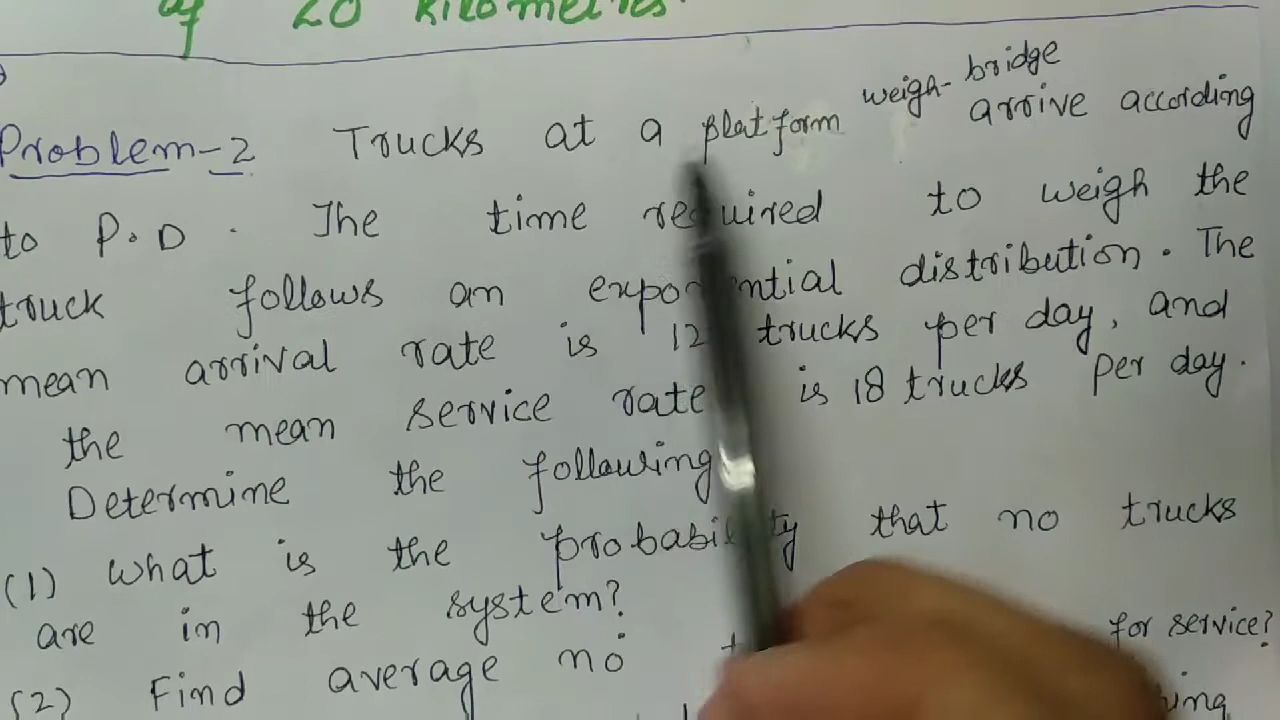 of 20 Kilometres.
Problem-2 Trucks at a platform weigh-bridge arrive according
to P.D. The time required to weigh the
truck follows an exponential distribution. The
mean arrival rate is 12 trucks per day, and
the mean service rate is 18 trucks per day.
Determine the following
(1) What is the probability that no trucks
are in the system?
(2) Find average no for service?